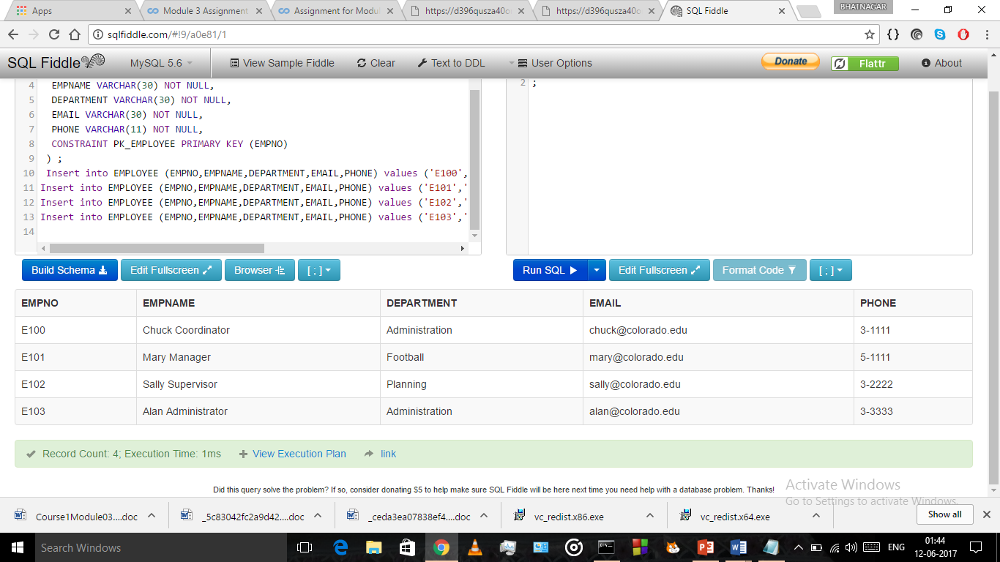 Apps
Module 3 Assignment
Assignment for Modul
https://d396qusza40o
https://d396qusza40o
SQL Fiddle
BHATNAGAR
sqlfiddle.com/#!9/a0e81/1
SQL Fiddle
MySQL 5.6
View Sample Fiddle
Clear
Text to DDL
User Options
Donate
Flattr
About
4 EMPNAME VARCHAR(30) NOT NULL,
5 DEPARTMENT VARCHAR(30) NOT NULL,
6 EMAIL VARCHAR(30) NOT NULL,
7 PHONE VARCHAR(11) NOT NULL,
8 CONSTRAINT PK_EMPLOYEE PRIMARY KEY (EMPNO)
9 ) ;
10 Insert into EMPLOYEE (EMPNO,EMPNAME,DEPARTMENT,EMAIL,PHONE) values ('E100',
11 Insert into EMPLOYEE (EMPNO,EMPNAME,DEPARTMENT,EMAIL,PHONE) values ('E101','
12 Insert into EMPLOYEE (EMPNO,EMPNAME,DEPARTMENT,EMAIL,PHONE) values ('E102','
13 Insert into EMPLOYEE (EMPNO,EMPNAME,DEPARTMENT,EMAIL,PHONE) values ('E103','
14
2 ;
Build Schema
Edit Fullscreen
Browser
[ ; ]
Run SQL
Edit Fullscreen
Format Code
[ ; ]
EMPNO EMPNAME DEPARTMENT EMAIL PHONE
E100 Chuck Coordinator Administration chuck@colorado.edu 3-1111
E101 Mary Manager Football mary@colorado.edu 5-1111
E102 Sally Supervisor Planning sally@colorado.edu 3-2222
E103 Alan Administrator Administration alan@colorado.edu 3-3333
Record Count: 4; Execution Time: 1ms
View Execution Plan
link
Did this query solve the problem? If so, consider donating $5 to help make sure SQL Fiddle will be here next time you need help with a database problem. Thanks!
Activate Windows
Go to Settings to activate Windows.
Course1Module03....doc
_5c83042fc2a9d42....doc
_ceda3ea07838ef4....doc
vc_redist.x86.exe
vc_redist.x64.exe
Show all
Search Windows
ENG
01:44
12-06-2017